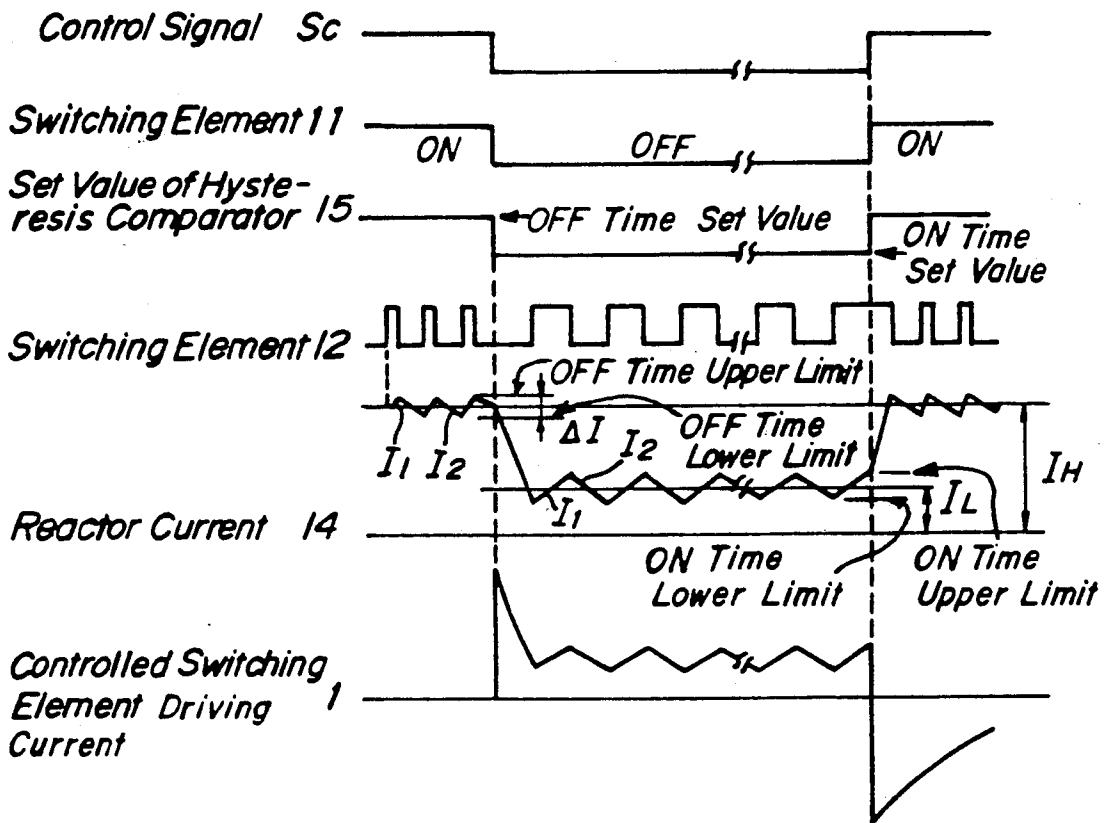 Control Signal Sc
Switching Element 11
ON
OFF
ON
Set Value of Hyste-
resis Comparator 15
OFF Time Set Value
ON Time
Set Value
Switching Element 12
OFF Time Upper Limit
ΔI
OFF Time
Lower Limit
I1 I2
I2
I1
IH
IL
Reactor Current 14
ON Time
Lower Limit
ON Time
Upper Limit
Controlled Switching
Element Driving 1
Current